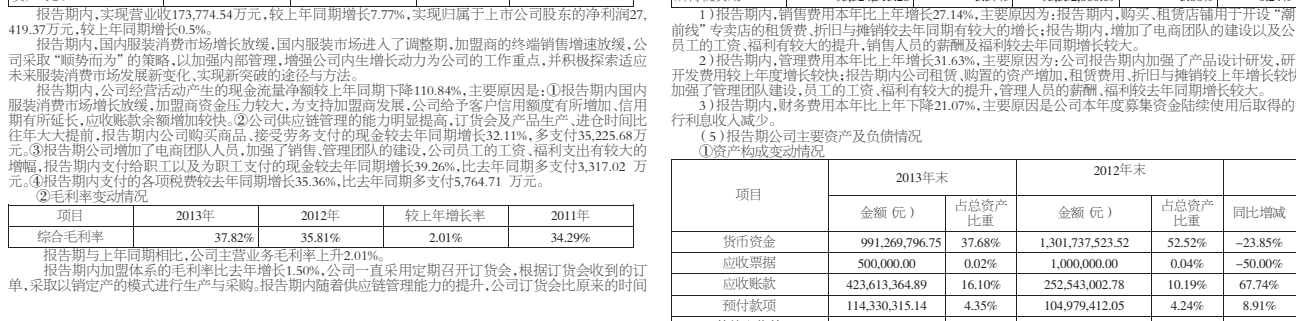 报告期内，实现营业收173,774.54万元，较上年同期增长7.77%，实现归属于上市公司股东的净利润27,
419.37万元，较上年同期增长0.5%。
报告期内，国内服装消费市场增长放缓，国内服装市场进入了调整期，加盟商的终端销售增速放缓，公
司采取“顺势而为”的策略，以加强内部管理，增强公司内生增长动力为公司的工作重点，并积极探索适应
未来服装消费市场发展新变化、实现新突破的途径与方法。
报告期内，公司经营活动产生的现金流量净额较上年同期下降110.84%，主要原因是：①报告期内国内
服装消费市场增长放缓，加盟商资金压力较大，为支持加盟商发展，公司给予客户信用额度有所增加、信用
期有所延长，应收账款余额增加较快。②公司供应链管理的能力明显提高，订货会及产品生产、进仓时间比
往年大大提前，报告期内公司购买商品、接受劳务支付的现金较去年同期增长32.11%，多支付35,225.68万
元。③报告期公司增加了电商团队人员，加强了销售、管理团队的建设，公司员工的工资、福利支出有较大的
增幅，报告期内支付给职工以及为职工支付的现金较去年同期增长39.26%，比去年同期多支付3,317.02 万
元。④报告期内支付的各项税费较去年同期增长35.36%，比去年同期多支付5,764.71 万元。
②毛利率变动情况
项目 2013年 2012年 较上年增长率 2011年
综合毛利率 37.82% 35.81% 2.01% 34.29%
报告期与上年同期相比，公司主营业务毛利率上升2.01%。
报告期内加盟体系的毛利率比去年增长1.50%，公司一直采用定期召开订货会，根据订货会收到的订
单，采取以销定产的模式进行生产与采购。报告期内随着供应链管理能力的提升，公司订货会比原来的时间
1）报告期内，销售费用本年比上年增长27.14%，主要原因为：报告期内，购买、租赁店铺用于开设“潮
前线”专卖店的租赁费、折旧与摊销较去年同期有较大的增长；报告期内，增加了电商团队的建设以及公
员工的工资、福利有较大的提升，销售人员的薪酬及福利较去年同期增长较大。
2）报告期内，管理费用本年比上年增长31.63%，主要原因为：公司报告期内加强了产品设计研发，研
开发费用较上年度增长较快；报告期内公司租赁、购置的资产增加，租赁费用、折旧与摊销较上年增长较快
加强了管理团队建设，员工的工资、福利有较大的提升，管理人员的薪酬、福利较去年同期增长较大。
3）报告期内，财务费用本年比上年下降21.07%，主要原因是公司本年度募集资金陆续使用后取得的
行利息收入减少。
（5）报告期公司主要资产及负债情况
①资产构成变动情况
项目 2013年末 2012年末
金额（元） 占总资产比重 金额（元） 占总资产比重 同比增减
货币资金 991,269,796.75 37.68% 1,301,737,523.52 52.52% -23.85%
应收票据 500,000.00 0.02% 1,000,000.00 0.04% -50.00%
应收账款 423,613,364.89 16.10% 252,543,002.78 10.19% 67.74%
预付款项 114,330,315.14 4.35% 104,979,412.05 4.24% 8.91%